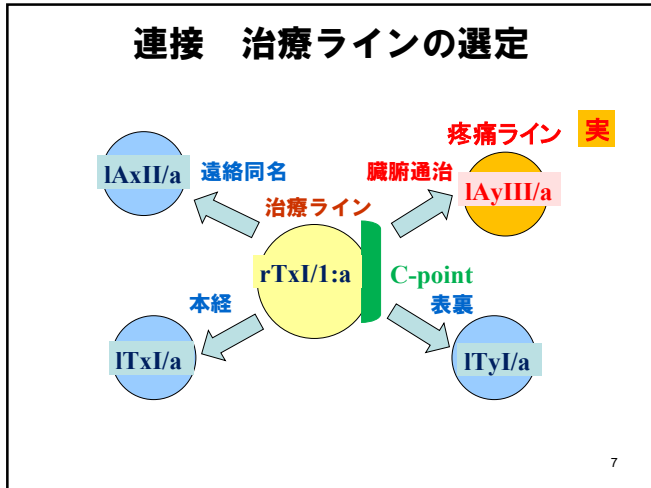 連接　治療ラインの選定
疼痛ライン 実
lAxII/a 遠絡同名 臓腑通治 lAyIII/a
治療ライン
rTxI/1:a C-point
本経 表裏
lTxI/a lTyI/a
7